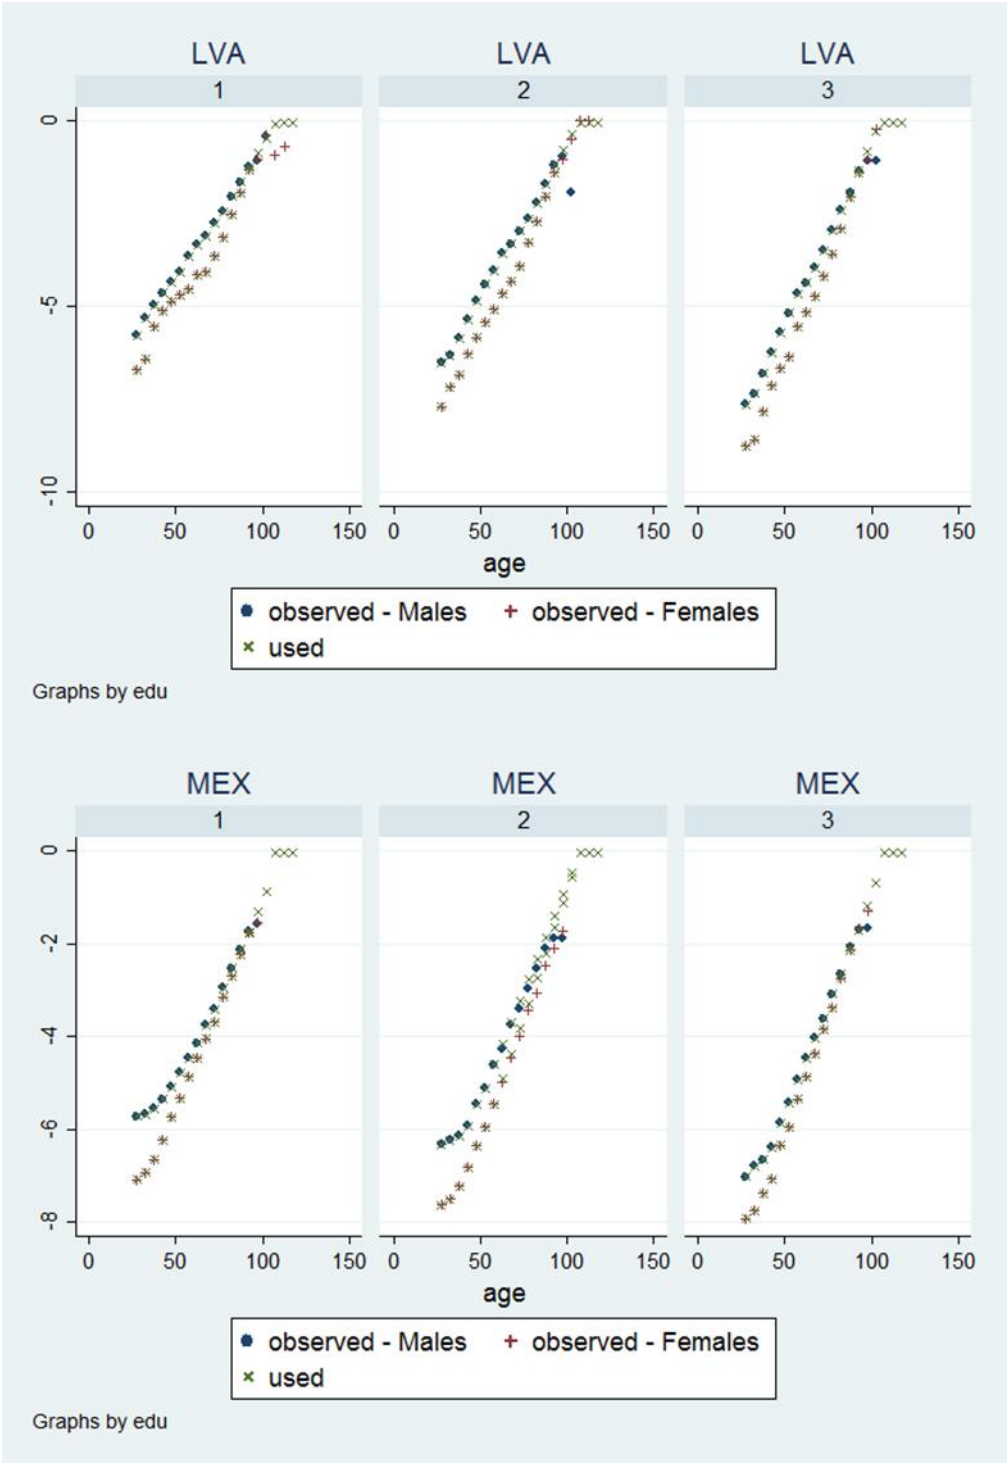 LVA LVA LVA
1 2 3
0
-5
-10
0 50 100 150 0 50 100 150 0 50 100 150
age
observed - Males observed - Females
used
Graphs by edu
MEX MEX MEX
1 2 3
0
-2
-4
-6
-8
0 50 100 150 0 50 100 150 0 50 100 150
age
observed - Males observed - Females
used
Graphs by edu